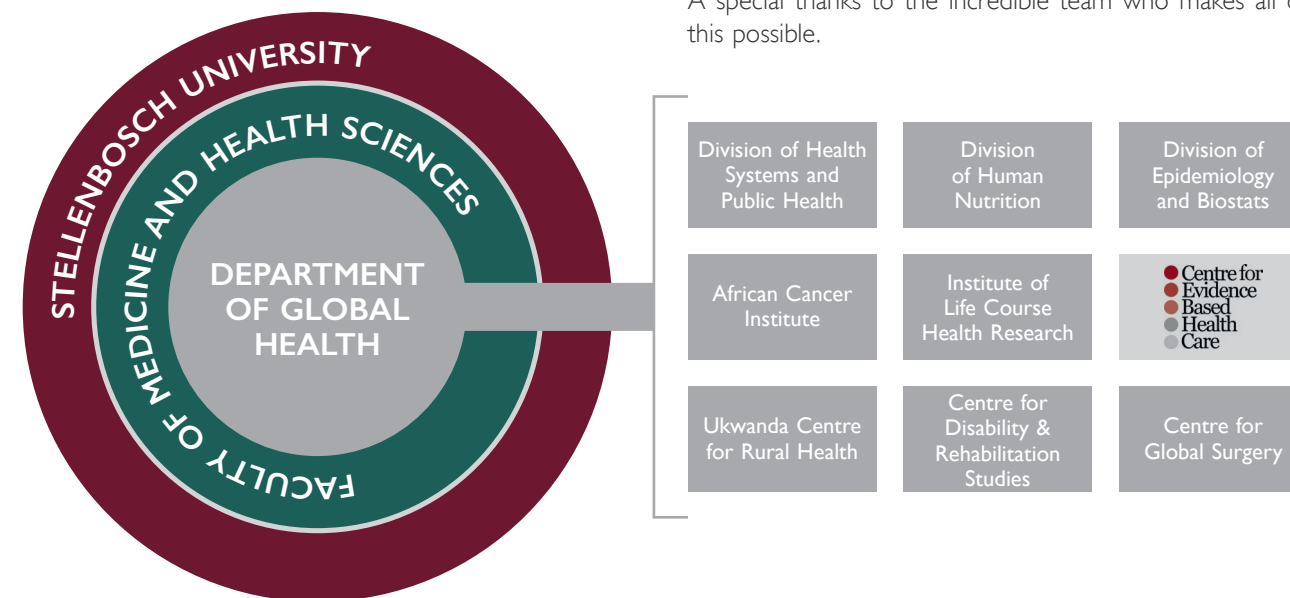 A special thanks to the incredible team who makes all
this possible.
STELLENBOSCH UNIVERSITY
FACULTY OF MEDICINE AND HEALTH SCIENCES
DEPARTMENT
OF GLOBAL
HEALTH
Division of Health
Systems and
Public Health
Division
of Human
Nutrition
Division of
Epidemiology
and Biostats
African Cancer
Institute
Institute of
Life Course
Health Research
Centre for
Evidence
Based
Health
Care
Ukwanda Centre
for Rural Health
Centre for
Disability &
Rehabilitation
Studies
Centre for
Global Surgery